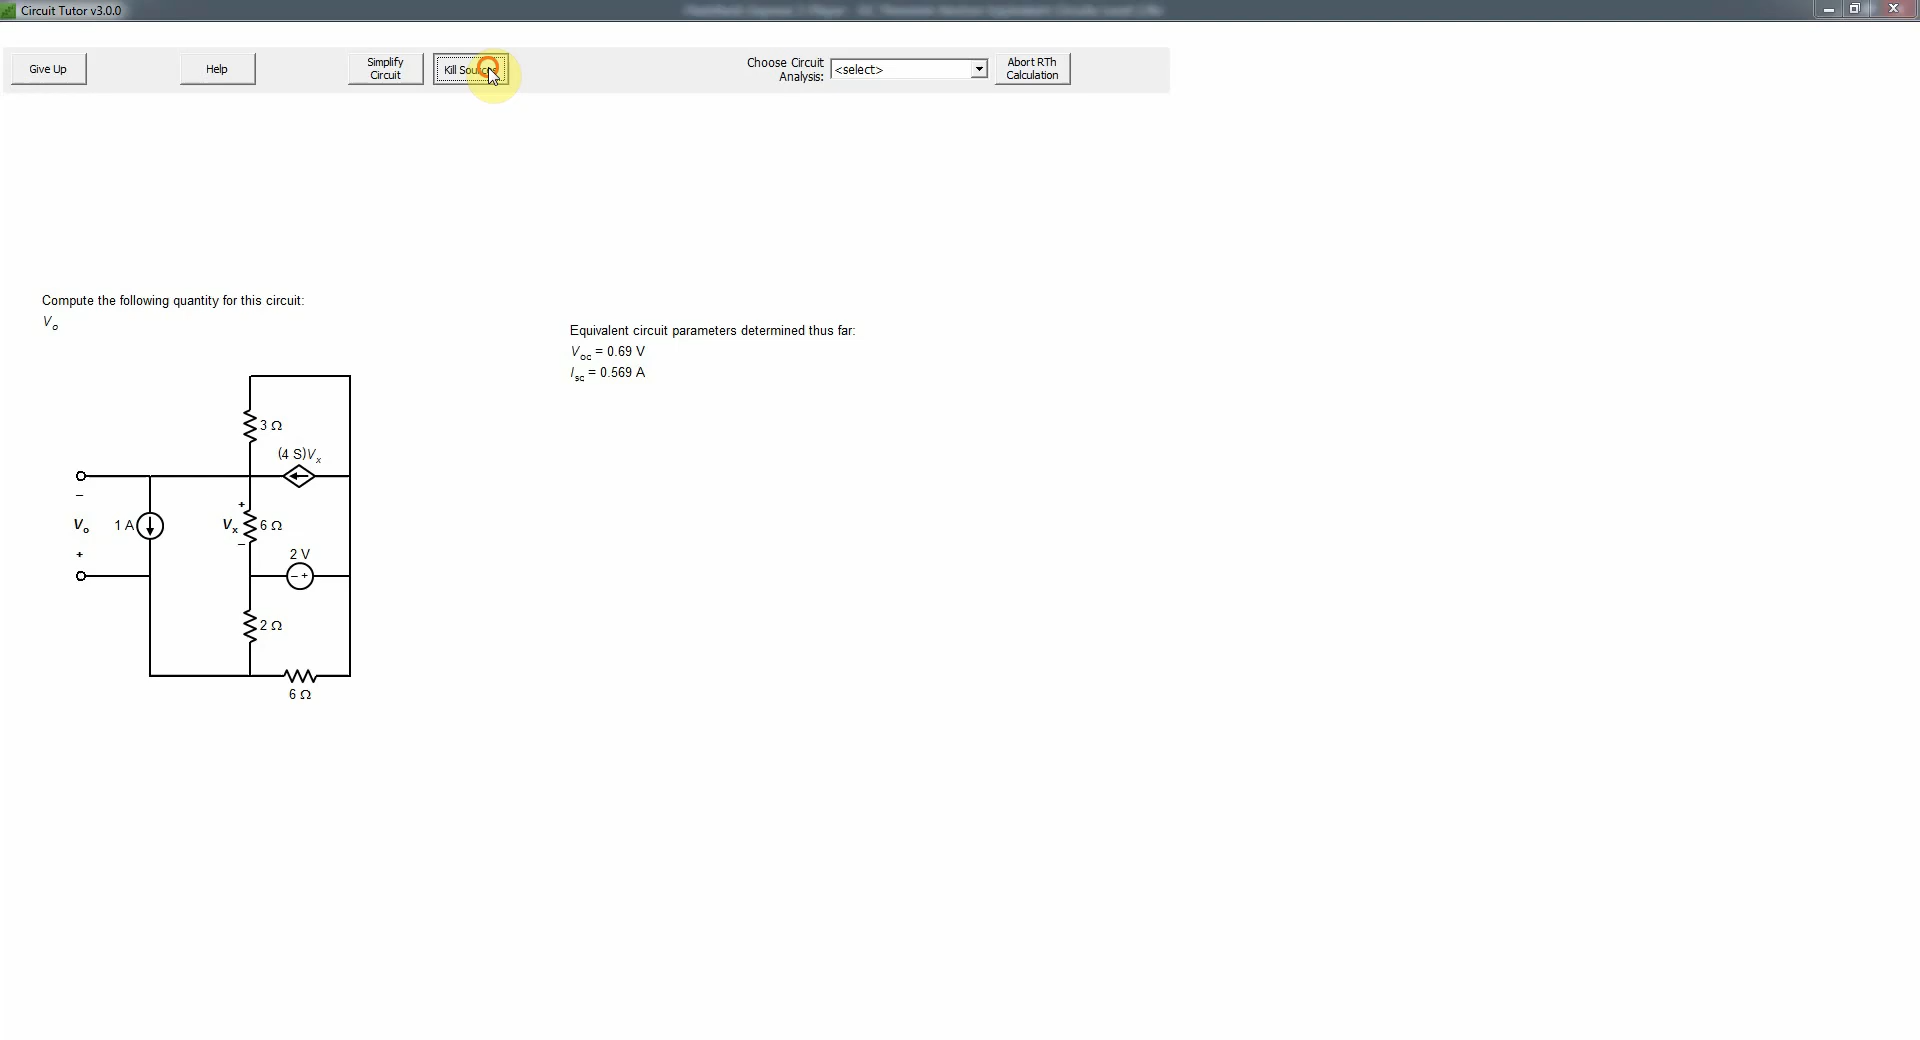 Circuit Tutor v3.0.0
Give Up
Help
Simplify
Circuit
Kill
Choose Circuit
Analysis:
<select>
Abort RTh
Calculation
Compute the following quantity for this circuit:
Vo
Equivalent circuit parameters determined thus far:
Voc = 0.69 V
Isc = 0.569 A
3 Ω
(4 S)Vx
−
+
Vo
1 A
Vx
6 Ω
−
2 V
− +
+
2 Ω
6 Ω